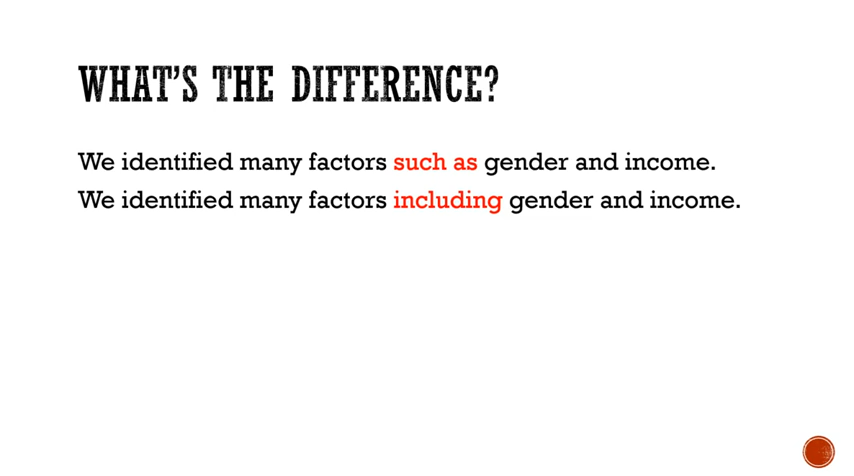 WHAT'S THE DIFFERENCE?
We identified many factors such as gender and income.
We identified many factors including gender and income.